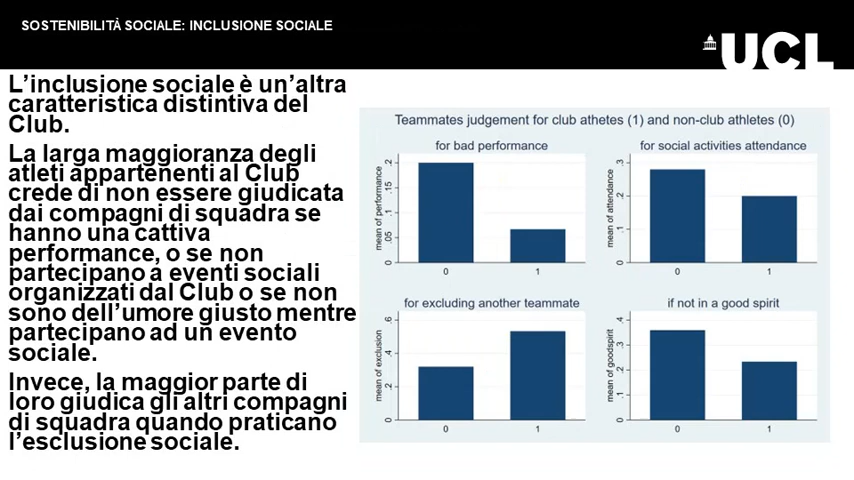 SOSTENIBILITÀ SOCIALE: INCLUSIONE SOCIALE
UCL
L'inclusione sociale è un'altra
caratteristica distintiva del
Club.
La larga maggioranza degli
atleti appartenenti al Club
crede di non essere giudicata
dai compagni di squadra se
hanno una cattiva
performance, o se non
partecipano a eventi sociali
organizzati dal Club o se non
sono dell'umore giusto mentre
partecipano ad un evento
sociale.
Invece, la maggior parte di
loro giudica gli altri compagni
di squadra quando praticano
l'esclusione sociale.
Teammates judgement for club athetes (1) and non-club athletes (0)
for bad performance
mean of performance
0 .05 .1 .15 .2
0 1
for social activities attendance
mean of attendance
0 .1 .2 .3
0 1
for excluding another teammate
mean of exclusion
0 .2 .4 .6
0 1
if not in a good spirit
mean of goodspirit
0 .1 .2 .3 .4
0 1